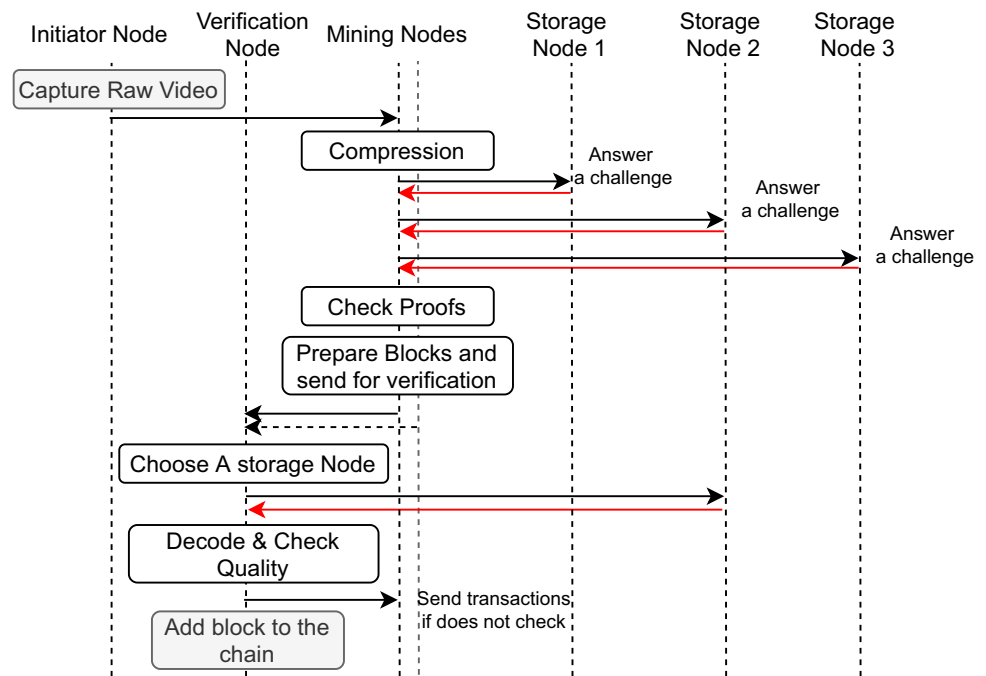 Initiator Node
Verification
Node
Mining Nodes
Storage
Node 1
Storage
Node 2
Storage
Node 3
Capture Raw Video
Compression
Answer
a challenge
Answer
a challenge
Answer
a challenge
Check Proofs
Prepare Blocks and
send for verification
Choose A storage Node
Decode & Check
Quality
Send transactions
if does not check
Add block to the
chain